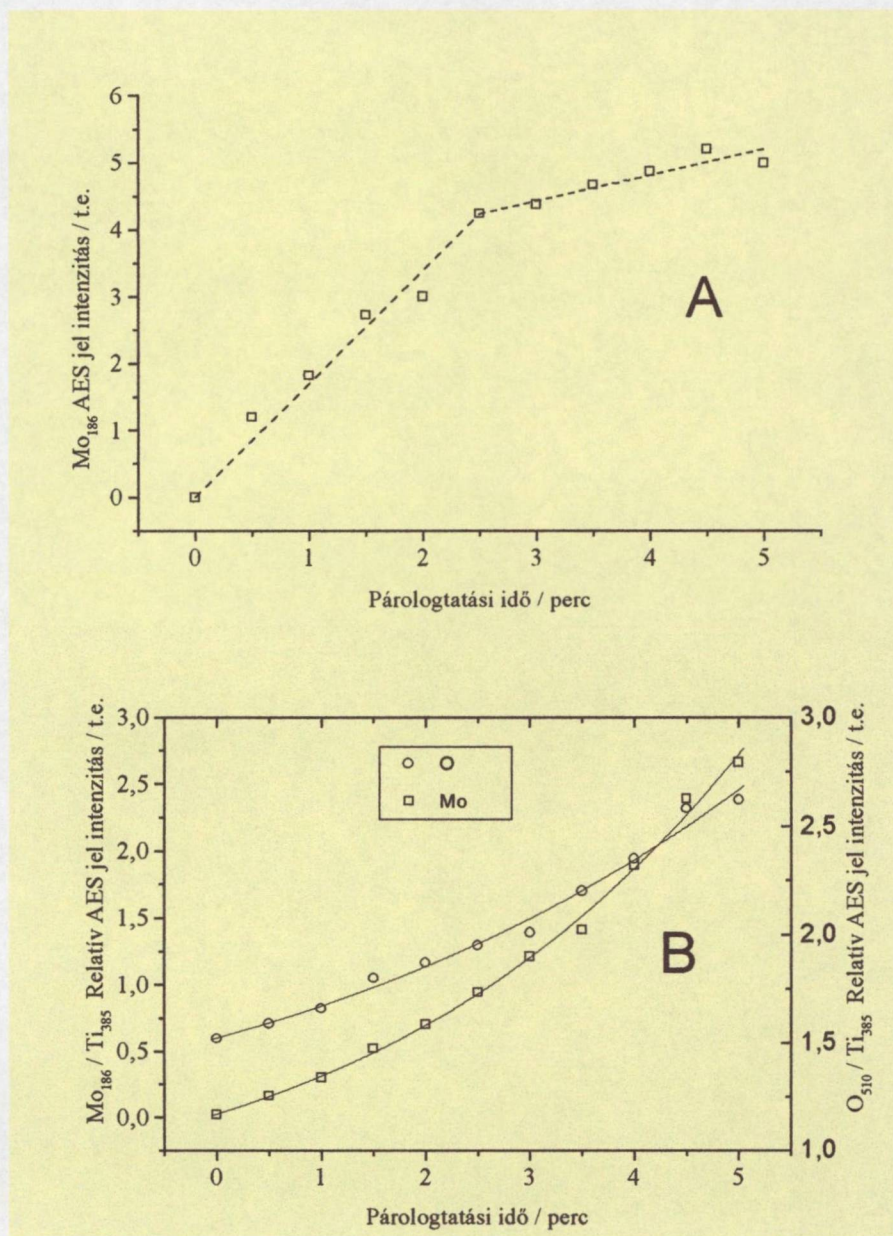 6
5
4
3
2
1
0
Mo186 AES jel intenzitás / t.e.
A
0 1 2 3 4 5
Párologtatási idő / perc
3,0
2,5
2,0
1,5
1,0
0,5
0,0
Mo186 / Ti385 Relatív AES jel intenzitás / t.e.
O
Mo
B
3,0
2,5
2,0
1,5
1,0
O510 / Ti385 Relatív AES jel intenzitás / t.e.
0 1 2 3 4 5
Párologtatási idő / perc